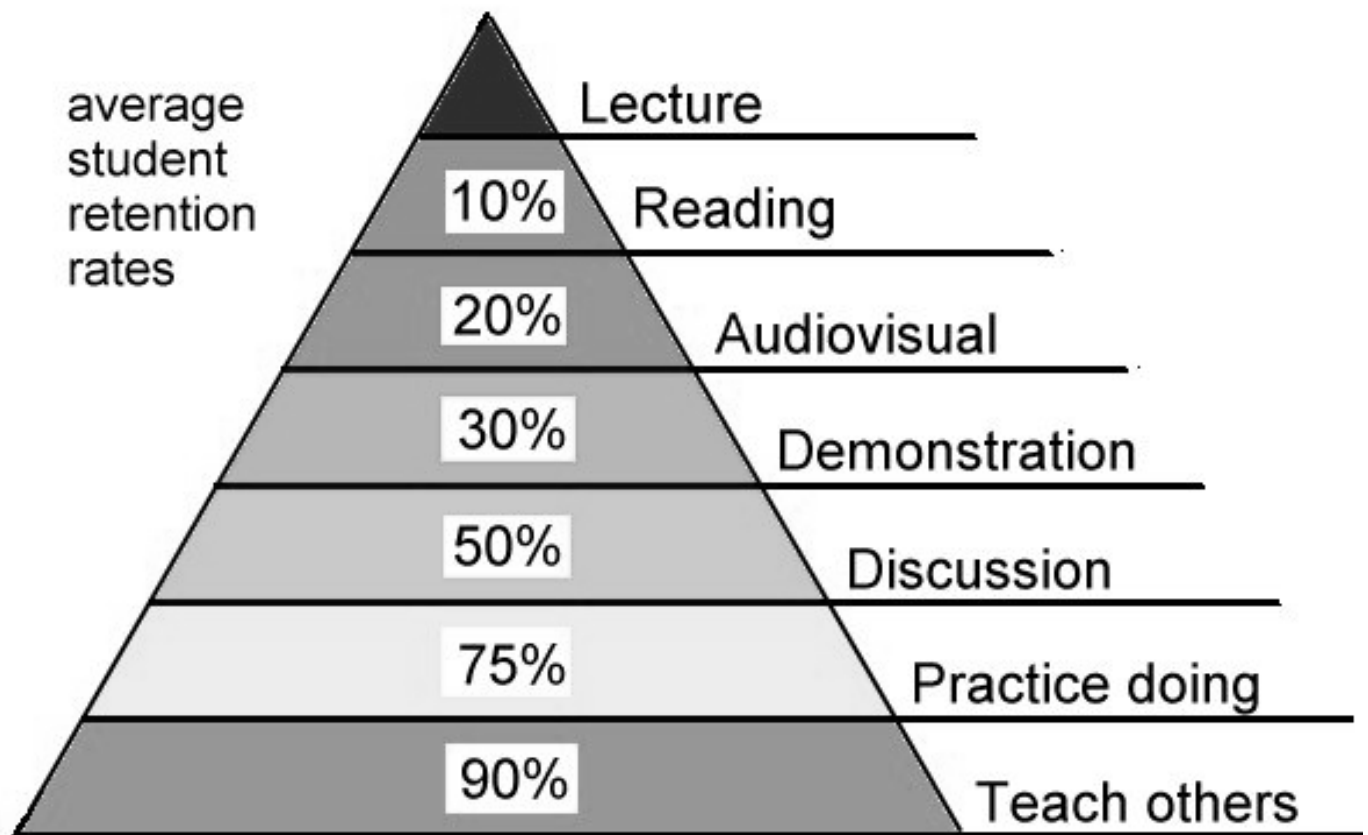 average
student
retention
rates
Lecture
10% Reading
20% Audiovisual
30% Demonstration
50% Discussion
75% Practice doing
90% Teach others